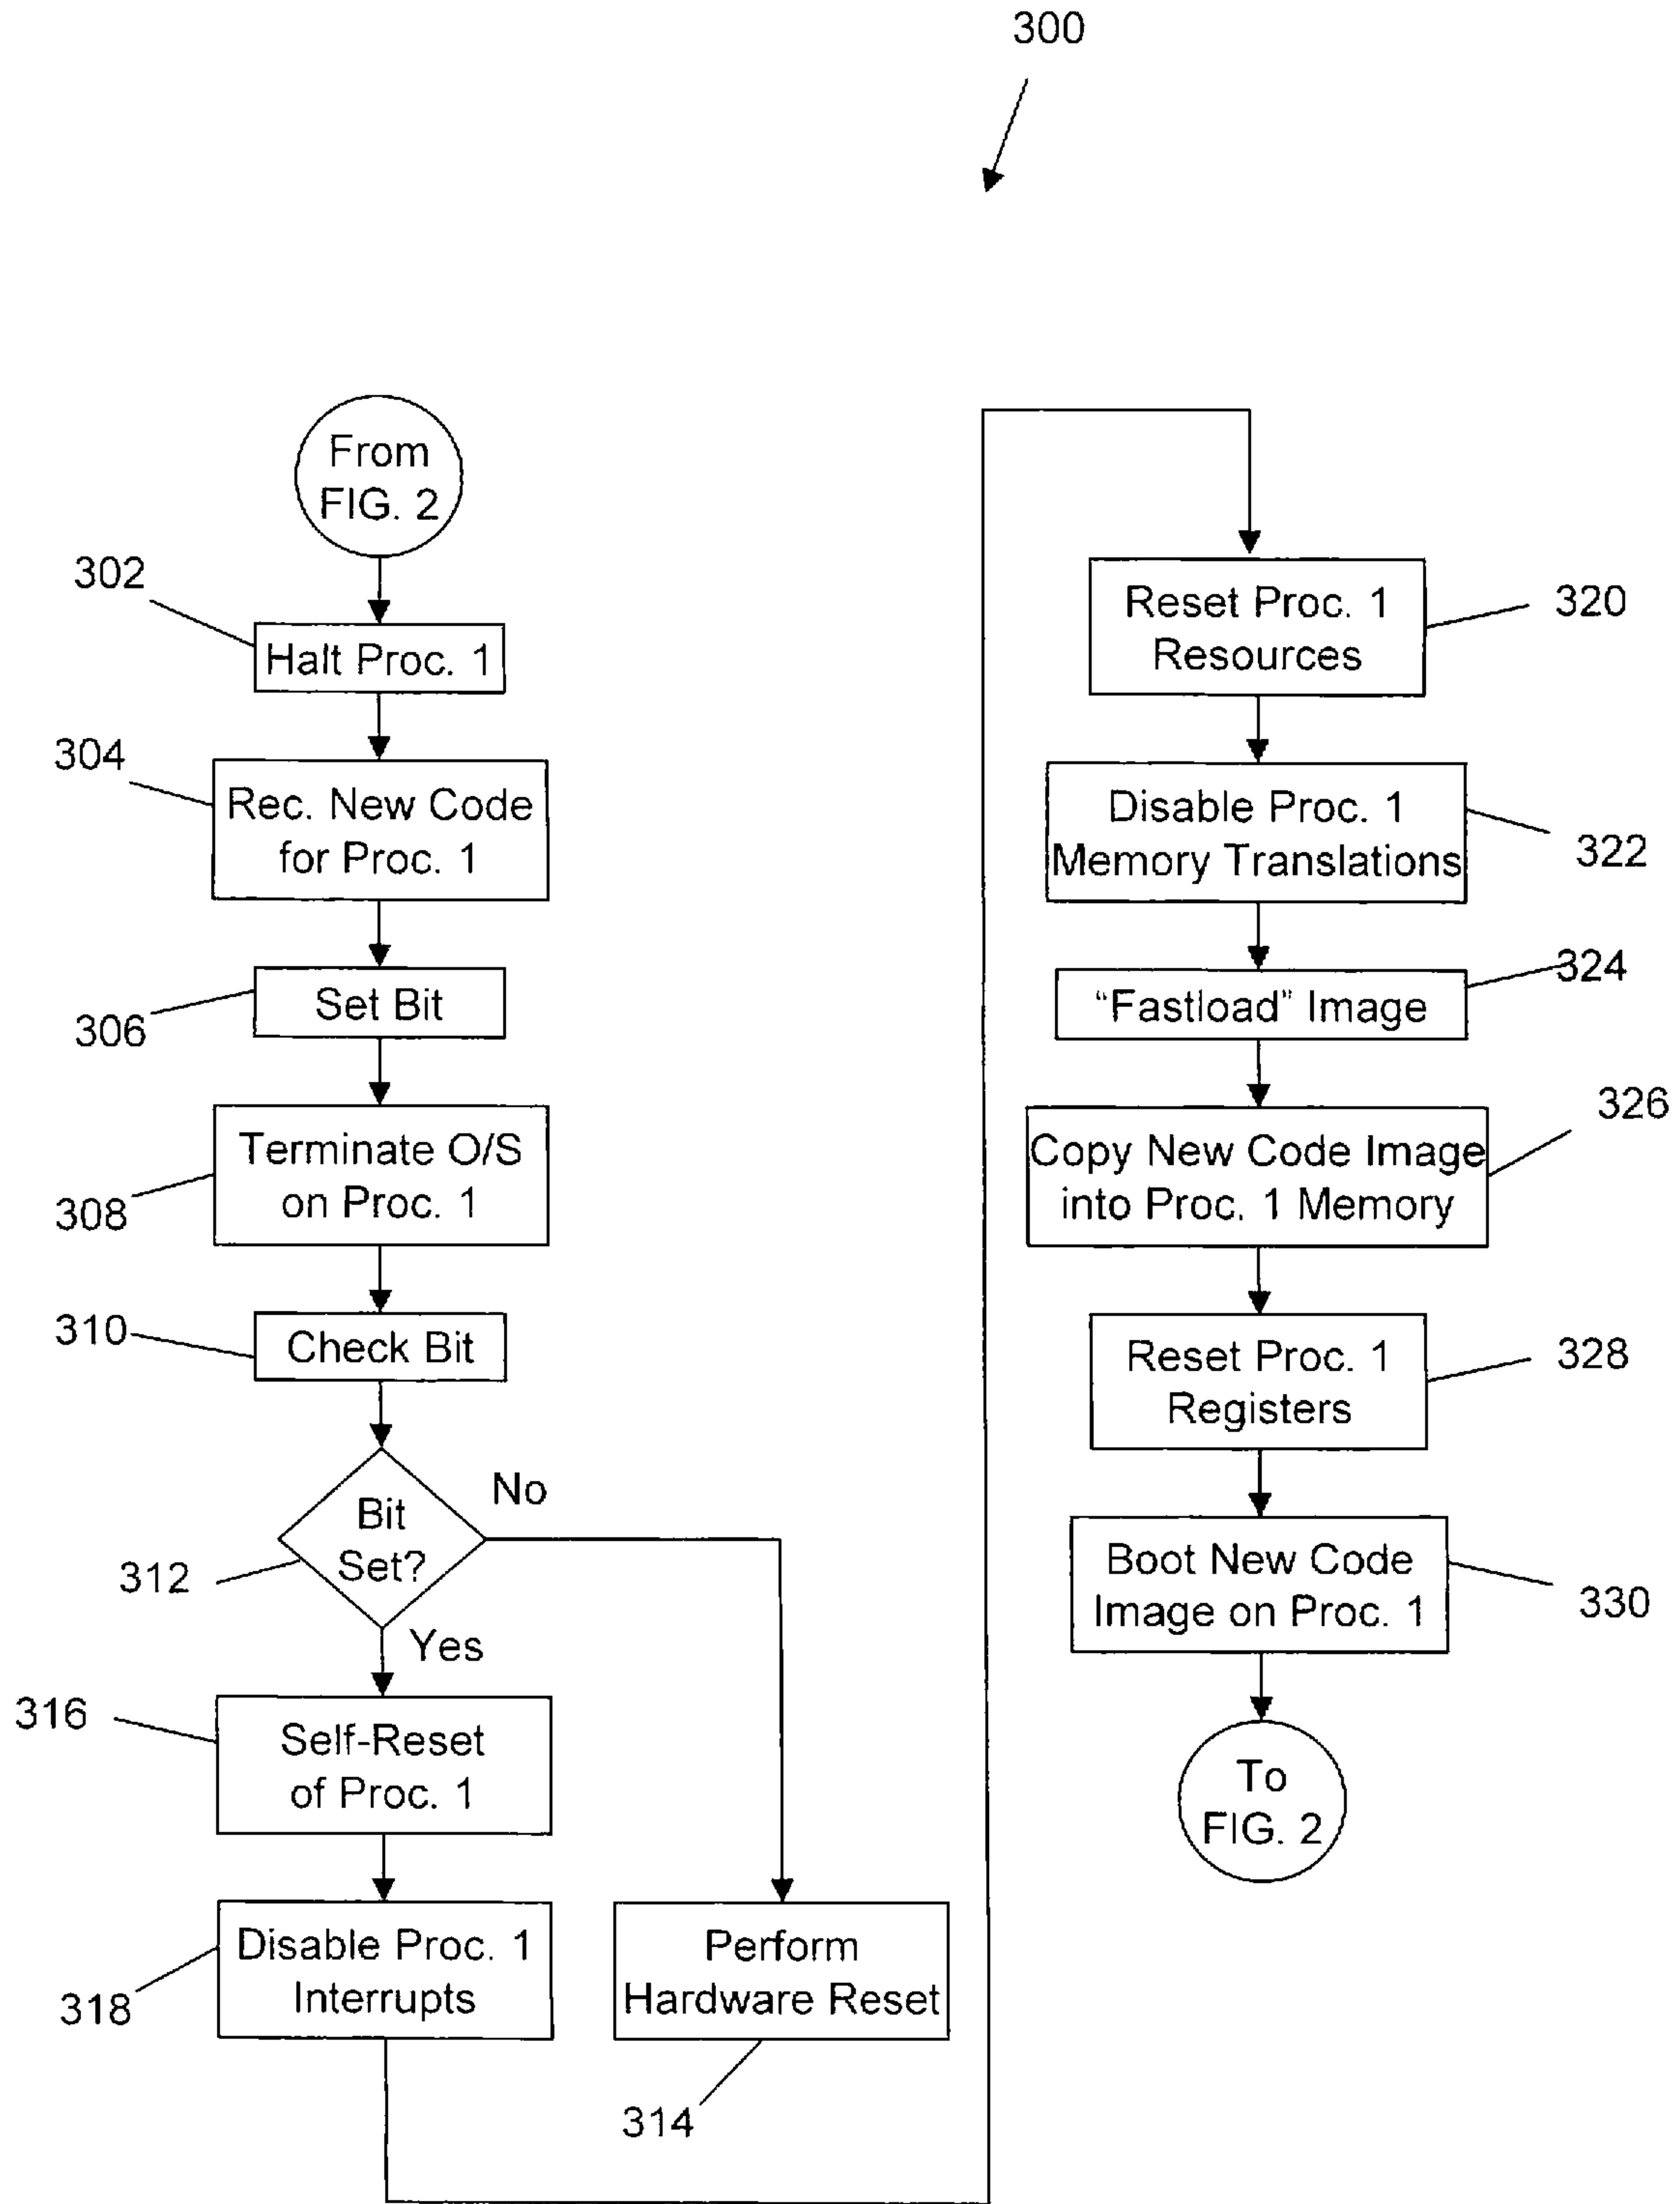 300
From
FIG. 2
302
Halt Proc. 1
304
Rec. New Code
for Proc. 1
306
Set Bit
308
Terminate O/S
on Proc. 1
310
Check Bit
312
Bit
Set?
No
Yes
316
Self-Reset
of Proc. 1
318
Disable Proc. 1
Interrupts
Perform
Hardware Reset
314
Reset Proc. 1
Resources
320
Disable Proc. 1
Memory Translations
322
"Fastload" Image
324
Copy New Code Image
into Proc. 1 Memory
326
Reset Proc. 1
Registers
328
Boot New Code
Image on Proc. 1
330
To
FIG. 2